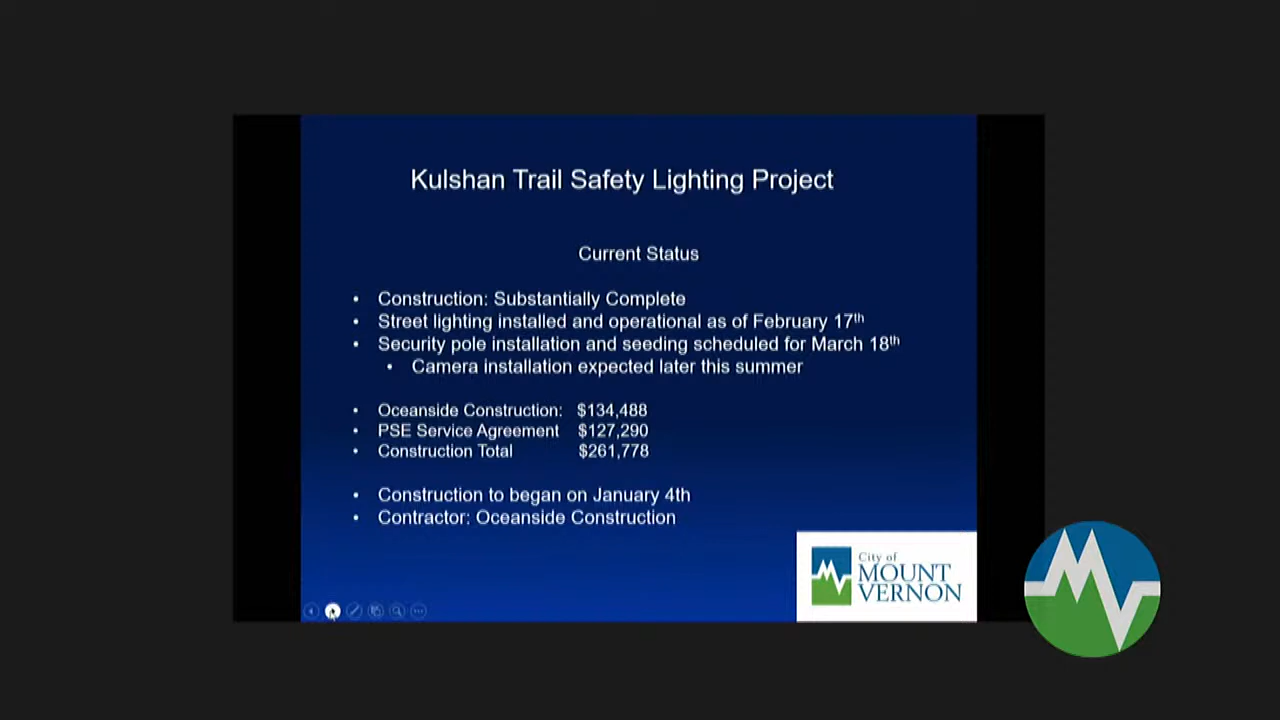 Kulshan Trail Safety Lighting Project
Current Status
• Construction: Substantially Complete
• Street lighting installed and operational as of February 17th
• Security pole installation and seeding scheduled for March 18th
• Camera installation expected later this summer
• Oceanside Construction: $134,488
• PSE Service Agreement $127,290
• Construction Total $261,778
• Construction to began on January 4th
• Contractor: Oceanside Construction
City of
MOUNT
VERNON